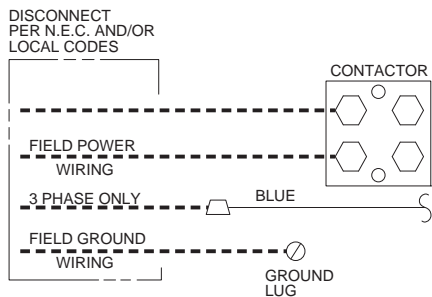 DISCONNECT
PER N.E.C. AND/OR
LOCAL CODES
CONTACTOR
FIELD POWER
WIRING
3 PHASE ONLY
BLUE
FIELD GROUND
WIRING
GROUND
LUG